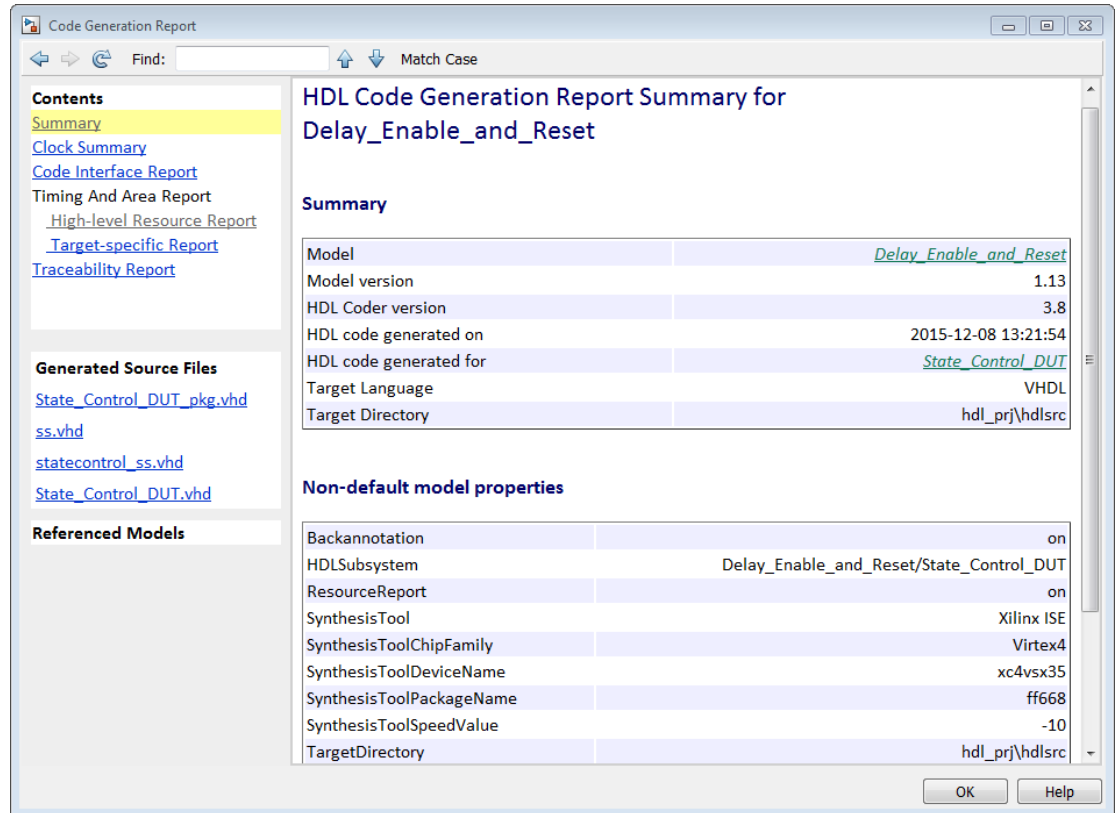 Code Generation Report
Find:
Match Case
Contents
Summary
Clock Summary
Code Interface Report
Timing And Area Report
High-level Resource Report
Target-specific Report
Traceability Report
Generated Source Files
State_Control_DUT_pkg.vhd
ss.vhd
statecontrol_ss.vhd
State_Control_DUT.vhd
Referenced Models
HDL Code Generation Report Summary for
Delay_Enable_and_Reset
Summary
Model Delay_Enable_and_Reset
Model version 1.13
HDL Coder version 3.8
HDL code generated on 2015-12-08 13:21:54
HDL code generated for State_Control_DUT
Target Language VHDL
Target Directory hdl_prj\hdlsrc
Non-default model properties
Backannotation on
HDLSubsystem Delay_Enable_and_Reset/State_Control_DUT
ResourceReport on
SynthesisTool Xilinx ISE
SynthesisToolChipFamily Virtex4
SynthesisToolDeviceName xc4vsx35
SynthesisToolPackageName ff668
SynthesisToolSpeedValue -10
TargetDirectory hdl_prj\hdlsrc
OK Help